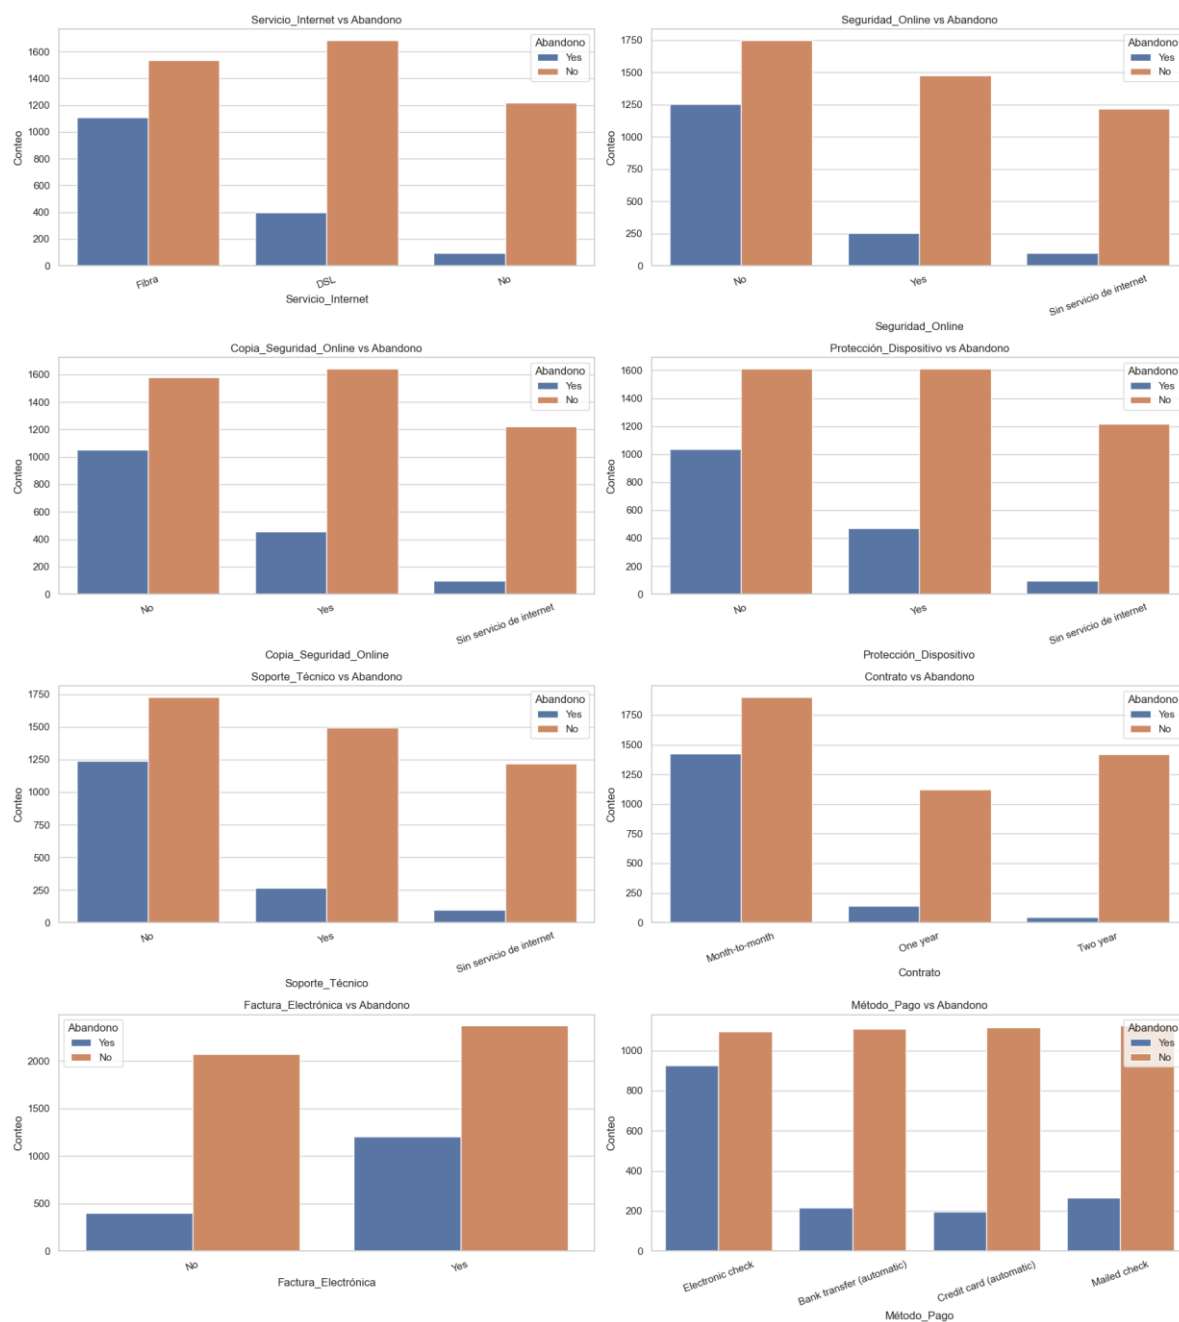 Servicio_Internet vs Abandono
Abandono
Yes
No
1600
1400
1200
1000
800
600
400
200
0
Conteo
Fibra
DSL
No
Servicio_Internet
Seguridad_Online vs Abandono
Abandono
Yes
No
1750
1500
1250
1000
750
500
250
0
Conteo
No
Yes
Sin servicio de internet
Seguridad_Online
Copia_Seguridad_Online vs Abandono
Abandono
Yes
No
1600
1400
1200
1000
800
600
400
200
0
Conteo
No
Yes
Sin servicio de internet
Copia_Seguridad_Online
Protección_Dispositivo vs Abandono
Abandono
Yes
No
1600
1400
1200
1000
800
600
400
200
0
Conteo
No
Yes
Sin servicio de internet
Protección_Dispositivo
Soporte_Técnico vs Abandono
Abandono
Yes
No
1750
1500
1250
1000
750
500
250
0
Conteo
No
Yes
Sin servicio de internet
Soporte_Técnico
Contrato vs Abandono
Abandono
Yes
No
1750
1500
1250
1000
750
500
250
0
Conteo
Month-to-month
One year
Two year
Contrato
Factura_Electrónica vs Abandono
Abandono
Yes
No
2000
1500
1000
500
0
Conteo
No
Yes
Factura_Electrónica
Método_Pago vs Abandono
Abandono
Yes
No
1000
800
600
400
200
0
Conteo
Electronic check
Bank transfer (automatic)
Credit card (automatic)
Mailed check
Método_Pago